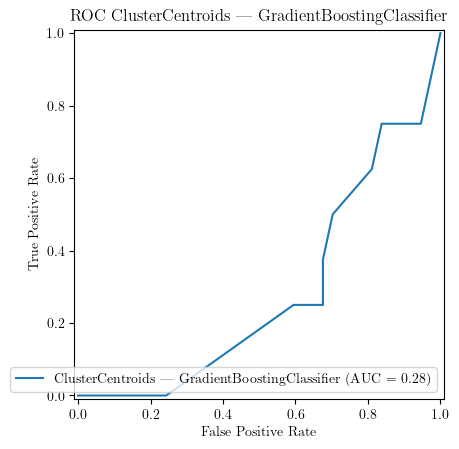 ROC ClusterCentroids — GradientBoostingClassifier
1.0
0.8
0.6
0.4
0.2
0.0
True Positive Rate
ClusterCentroids — GradientBoostingClassifier (AUC = 0.28)
0.0 0.2 0.4 0.6 0.8 1.0
False Positive Rate